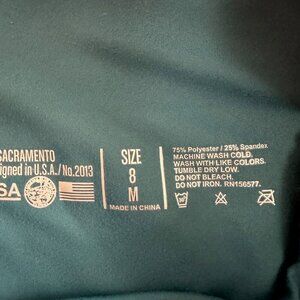 SACRAMENTO
igned in U.S.A./No.2013
SA
SIZE
8
M
MADE IN CHINA
75% Polyester / 25% Spandex
MACHINE WASH COLD.
WASH WITH LIKE COLORS.
TUMBLE DRY LOW.
DO NOT BLEACH.
DO NOT IRON. RN156577.